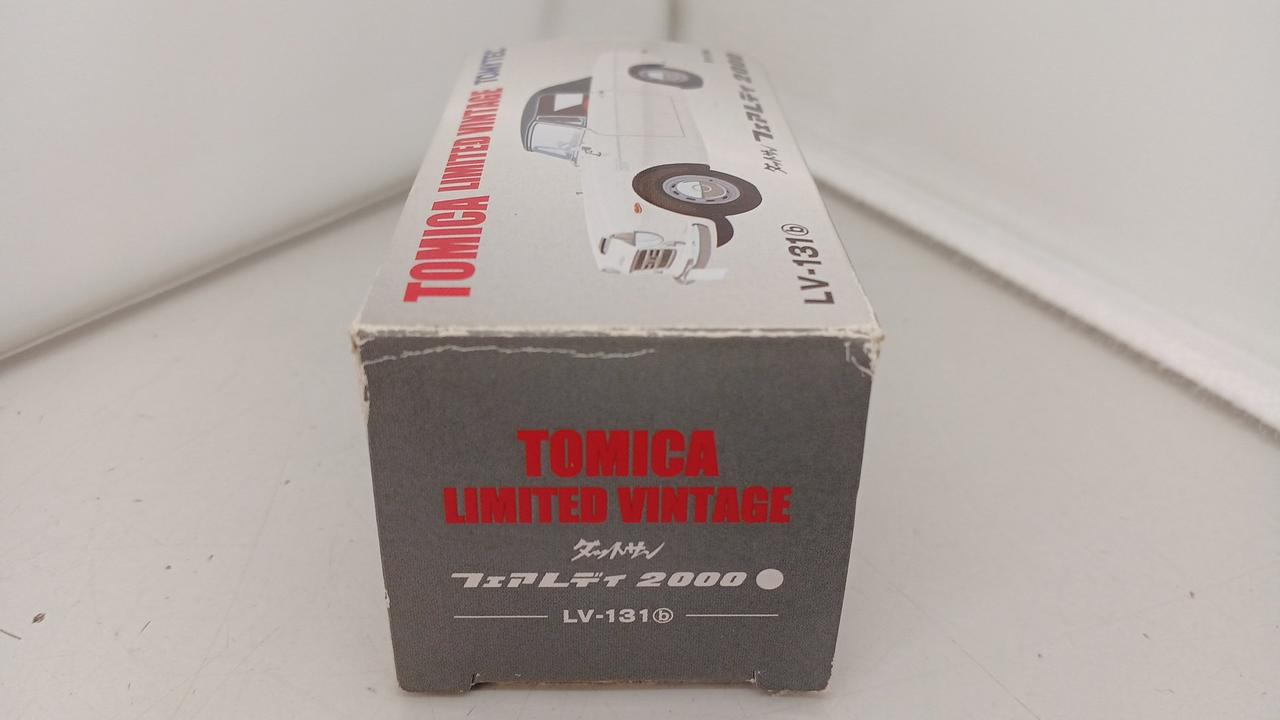 TOMICA LIMITED VINTAGE TOMYTEC
ダットサン フェアレディ 2000
LV-131ⓑ
TOMICA
LIMITED VINTAGE
ダットサン
フェアレディ 2000
LV-131ⓑ